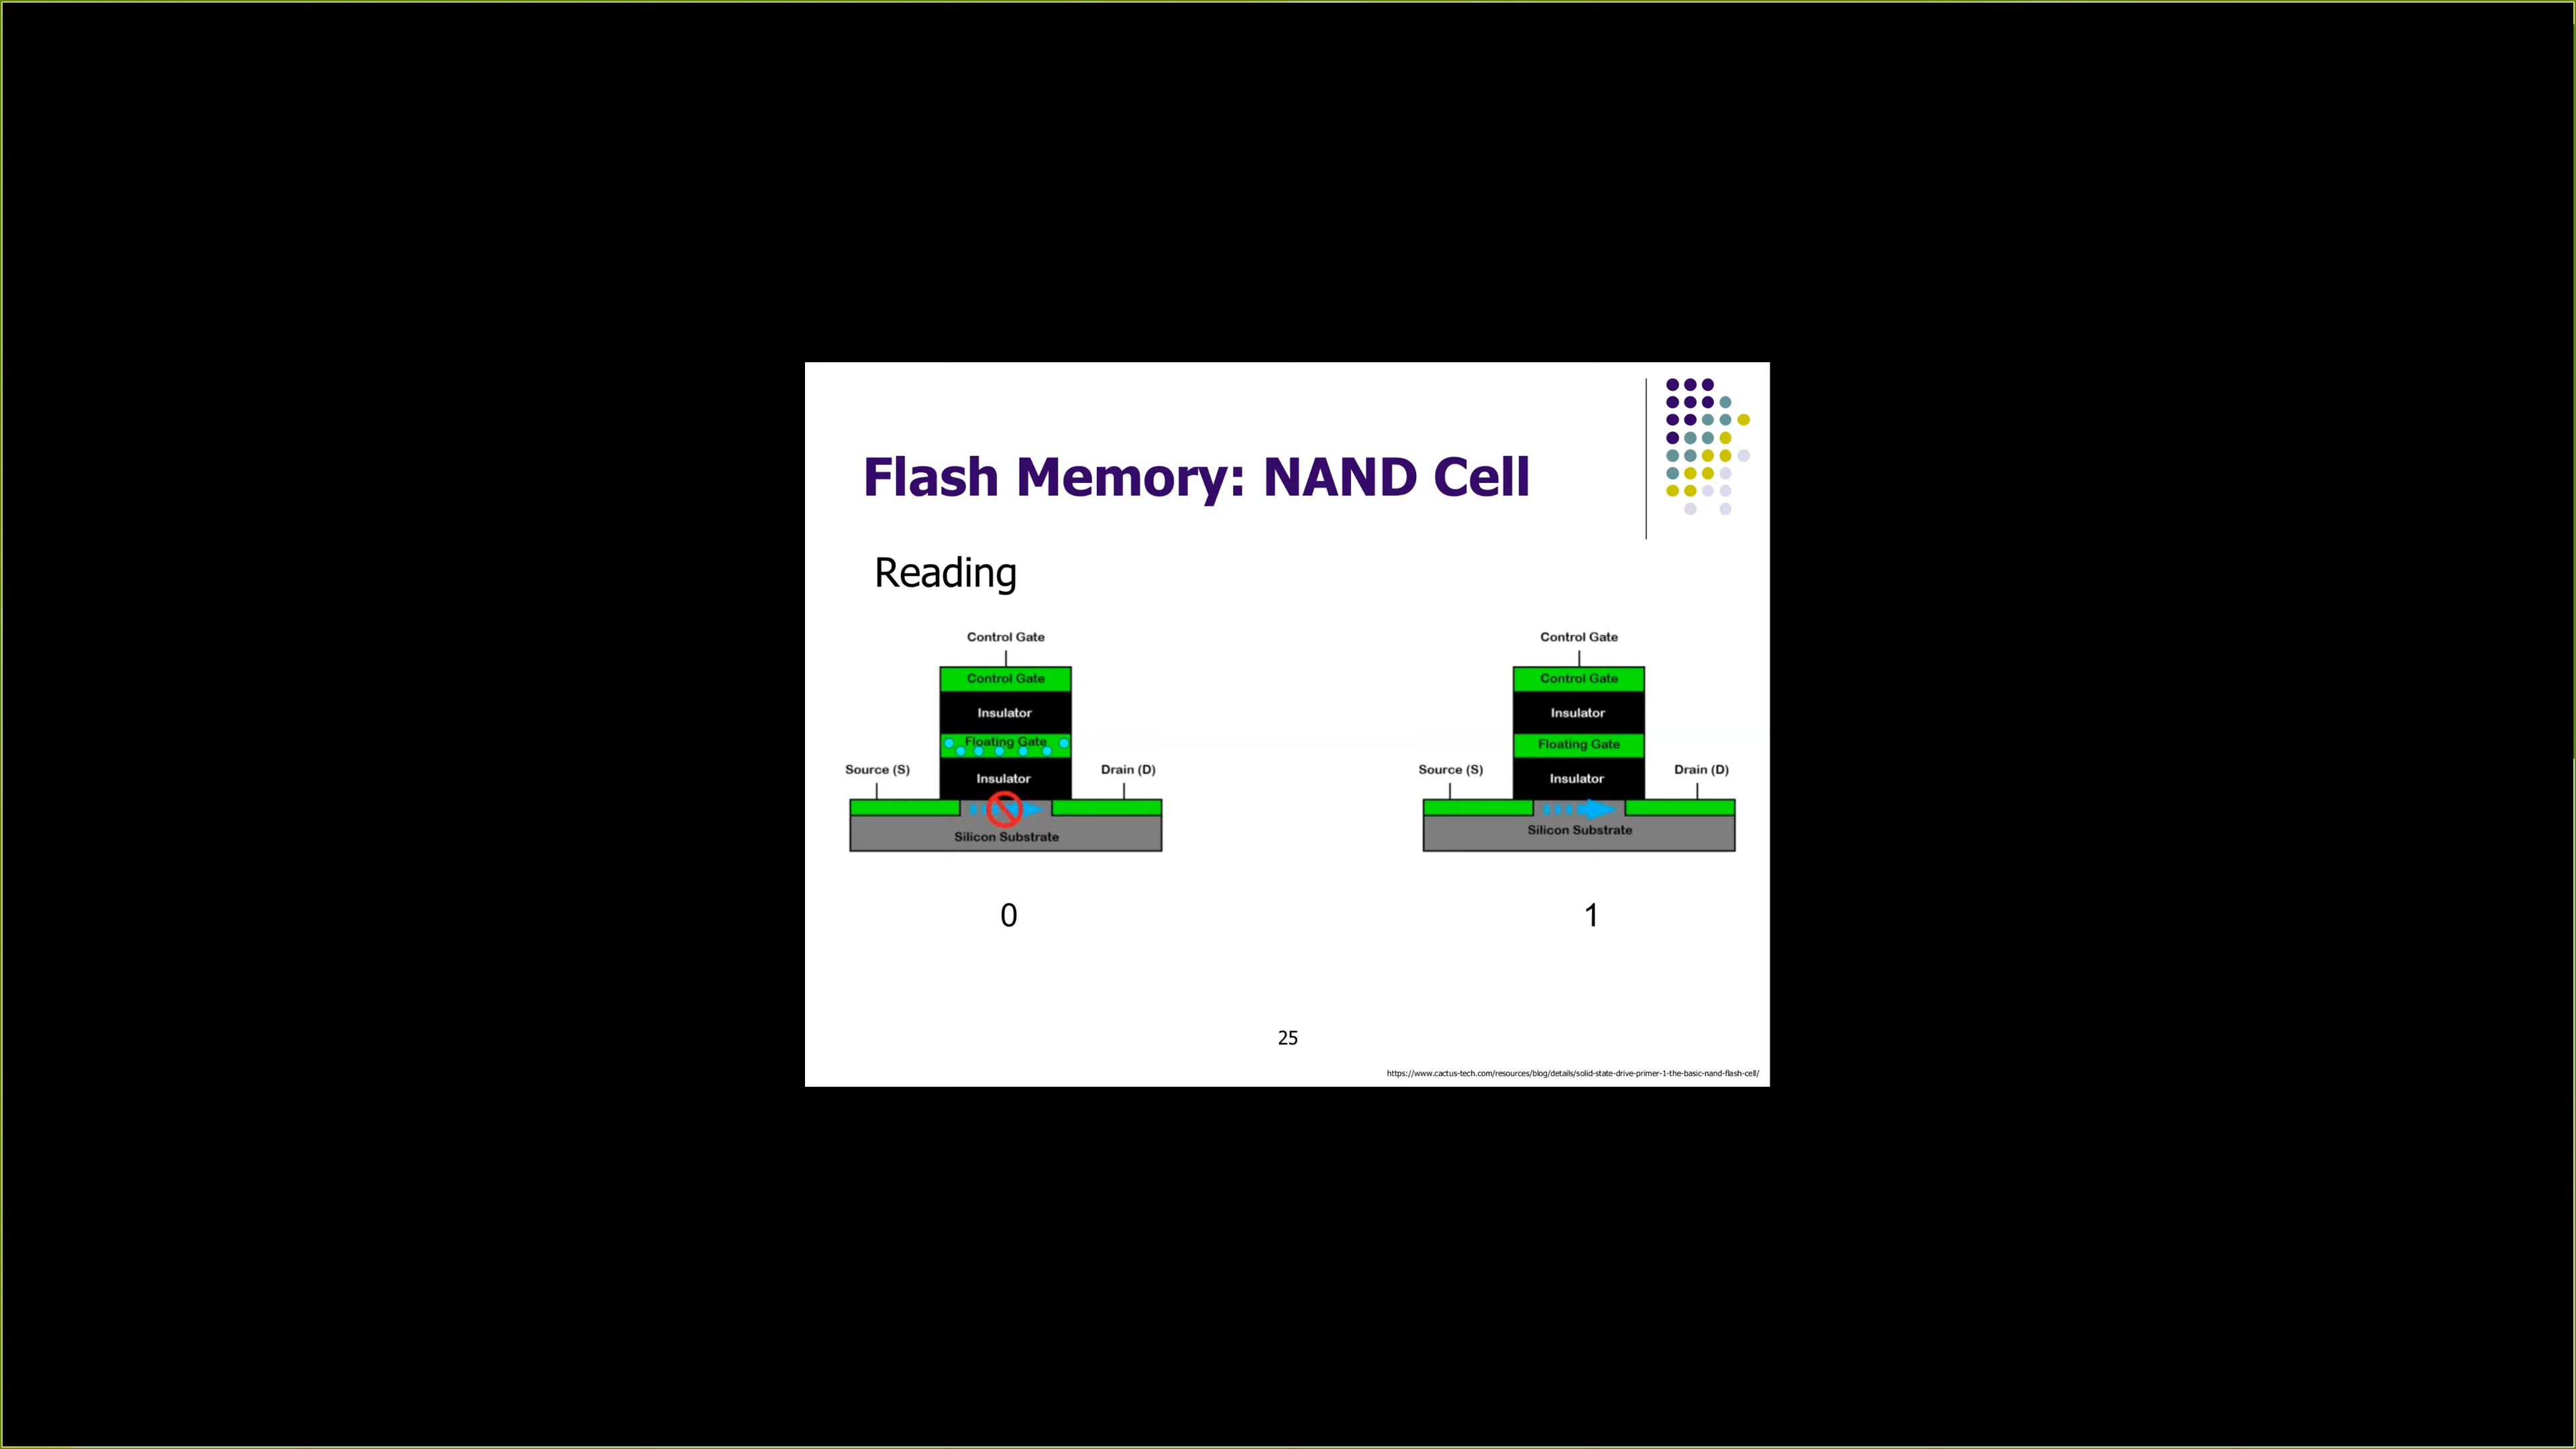 Flash Memory: NAND Cell
Reading
Control Gate
Control Gate
Insulator
Floating Gate
Insulator
Source (S)
Drain (D)
Silicon Substrate
0
Control Gate
Control Gate
Insulator
Floating Gate
Insulator
Source (S)
Drain (D)
Silicon Substrate
1
25
https://www.cactus-tech.com/resources/blog/details/solid-state-drive-primer-1-the-basic-nand-flash-cell/